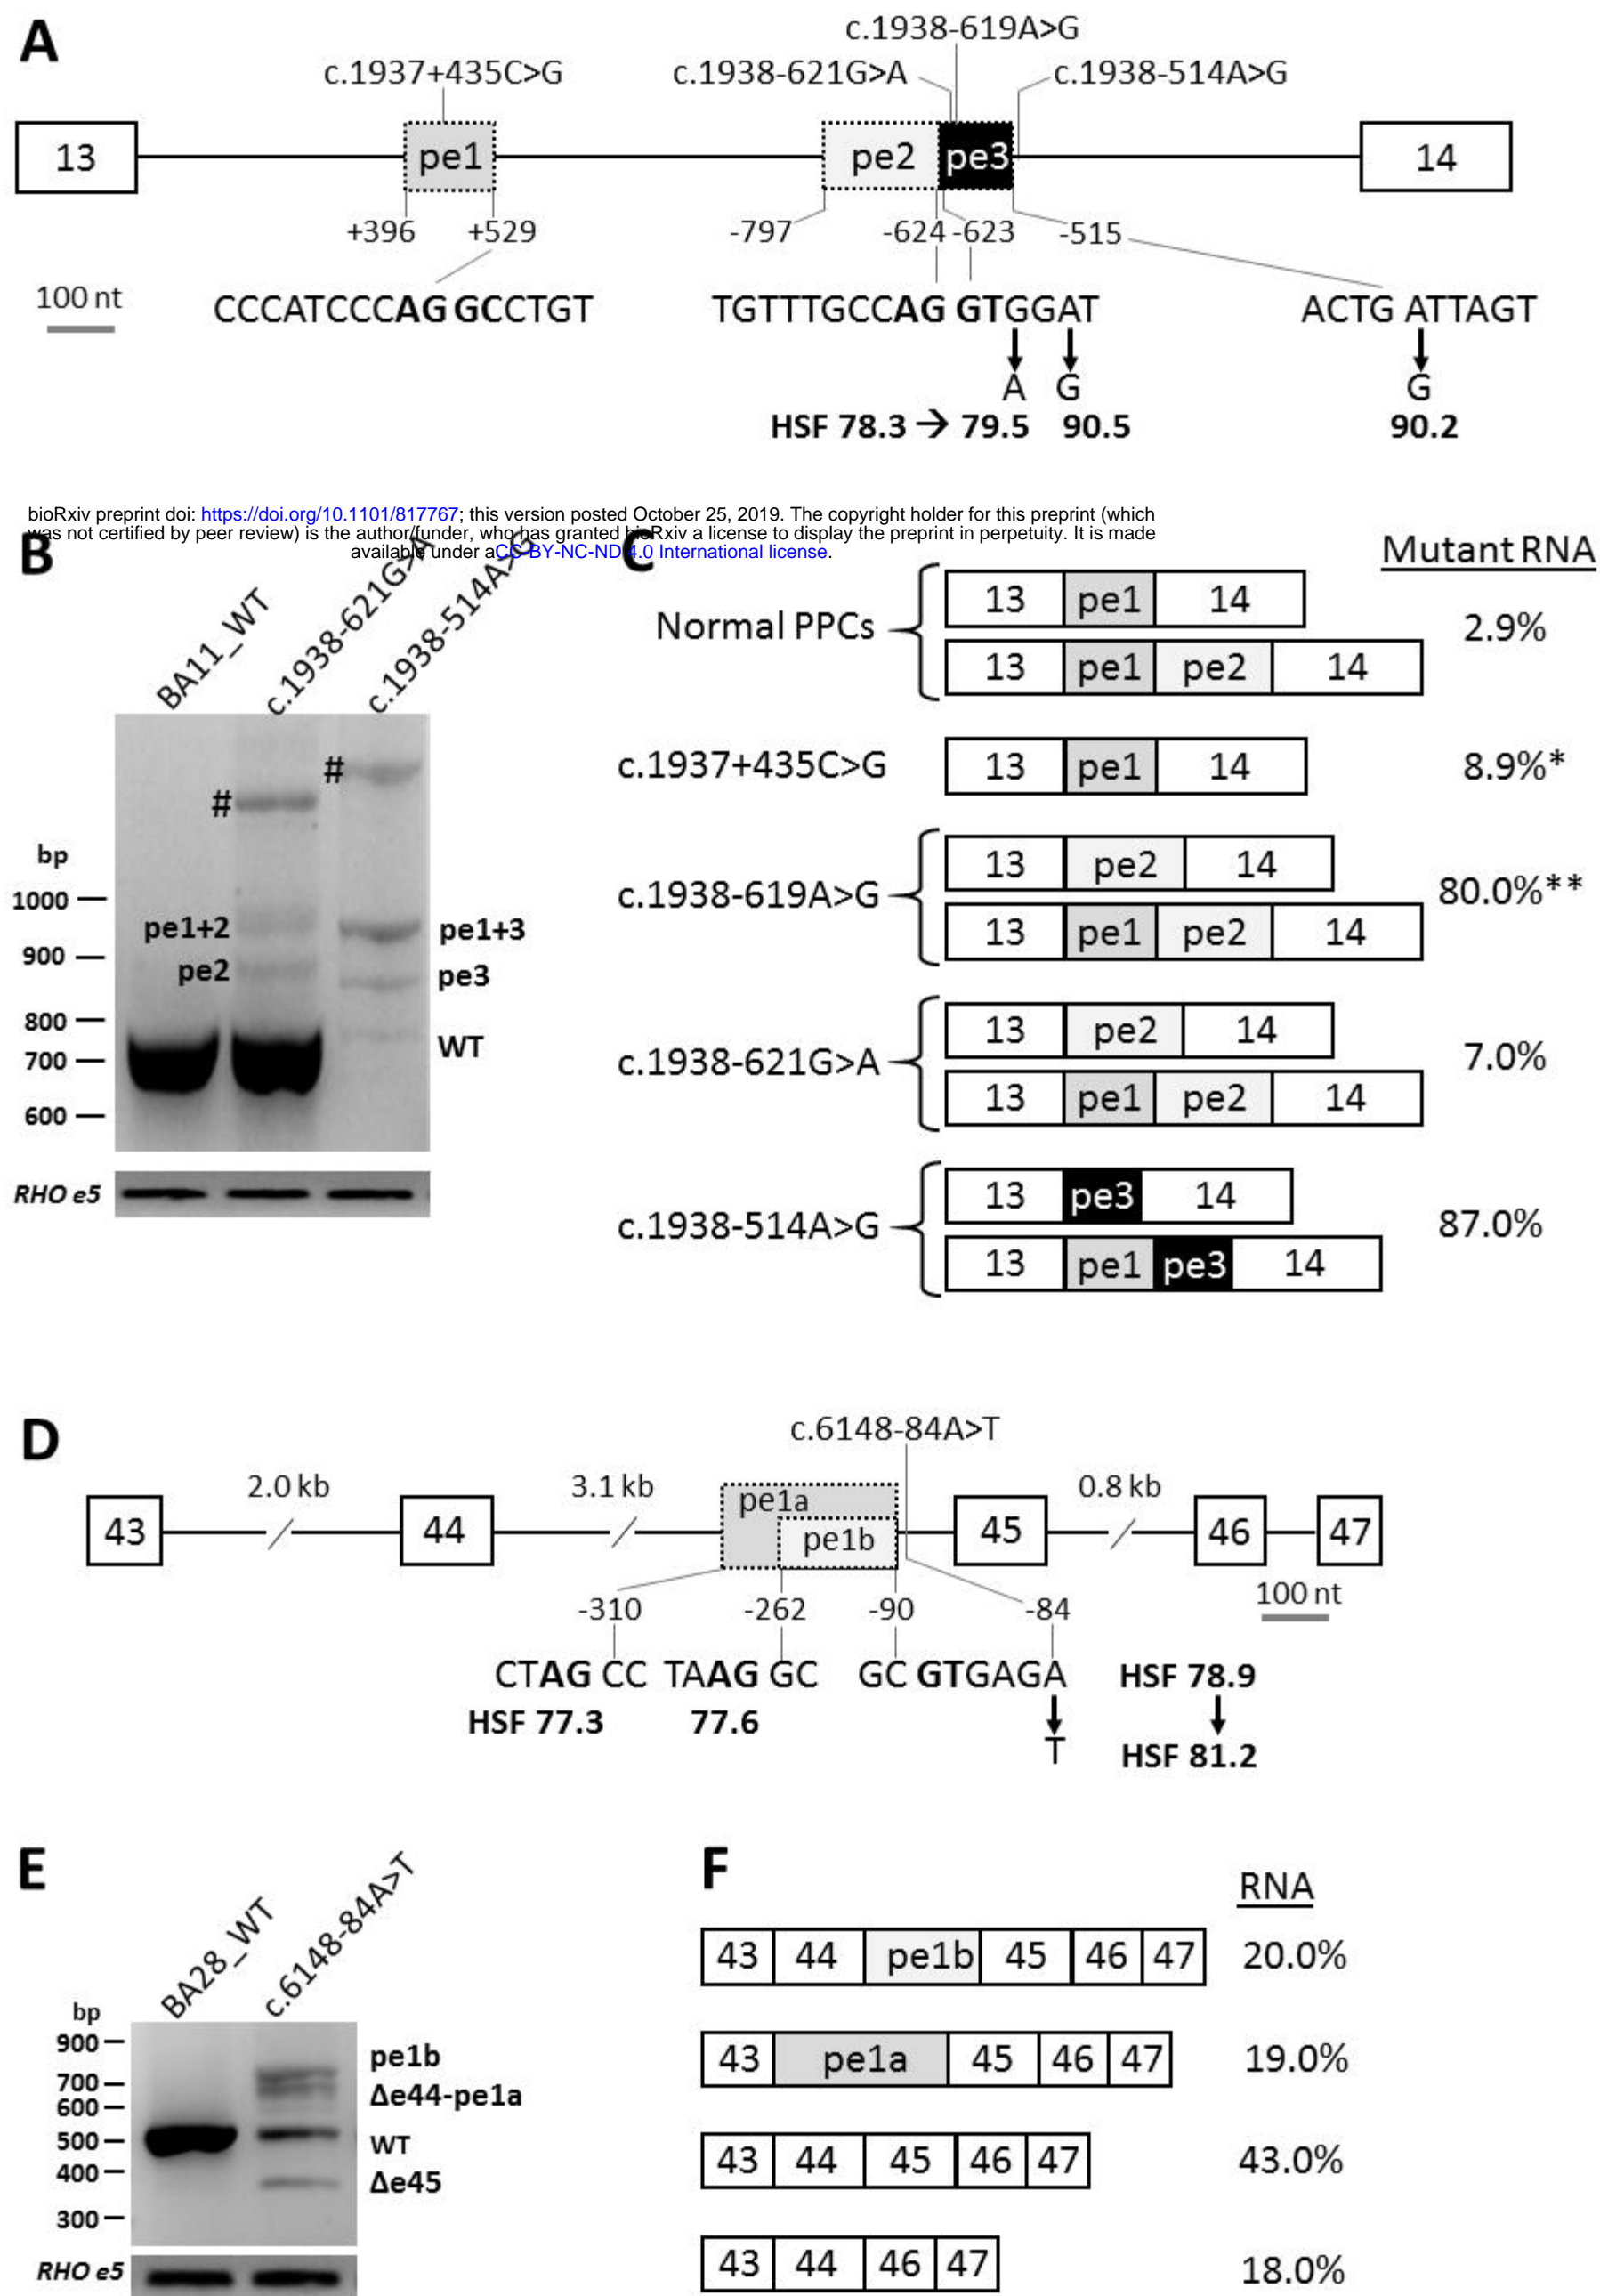 A
c.1938-619A>G
c.1937+435C>G c.1938-621G>A c.1938-514A>G
13 pe1 pe2 pe3 14
+396 +529 -797 -624 -623 -515
100 nt
CCCATCCCAG GCCTGT TGTTTGCCAG GTGGAT ACTG ATTAGT
A G G
HSF 78.3 → 79.5 90.5 90.2
bioRxiv preprint doi: https://doi.org/10.1101/817767; this version posted October 25, 2019. The copyright holder for this preprint (which
was not certified by peer review) is the author/funder, who has granted bioRxiv a license to display the preprint in perpetuity. It is made
available under aCC-BY-NC-ND 4.0 International license.
B
BA11_WT
c.1938-621G>A
c.1938-514A>G
#
#
bp
1000
900
800
700
600
pe1+2
pe2
pe1+3
pe3
WT
RHO e5
C
Mutant RNA
Normal PPCs
13 pe1 14
13 pe1 pe2 14
2.9%
c.1937+435C>G 13 pe1 14 8.9%*
c.1938-619A>G
13 pe2 14
13 pe1 pe2 14
80.0%**
c.1938-621G>A
13 pe2 14
13 pe1 pe2 14
7.0%
c.1938-514A>G
13 pe3 14
13 pe1 pe3 14
87.0%
D
c.6148-84A>T
2.0 kb 3.1 kb 0.8 kb
43 44 pe1a pe1b 45 46 47
100 nt
-310 -262 -90 -84
CTAG CC TAAG GC GC GTGAGA HSF 78.9
HSF 77.3 77.6
T HSF 81.2
E
BA28_WT
c.6148-84A>T
bp
900
700
600
500
400
300
pe1b
Δe44-pe1a
WT
Δe45
RHO e5
F
RNA
43 44 pe1b 45 46 47 20.0%
43 pe1a 45 46 47 19.0%
43 44 45 46 47 43.0%
43 44 46 47 18.0%